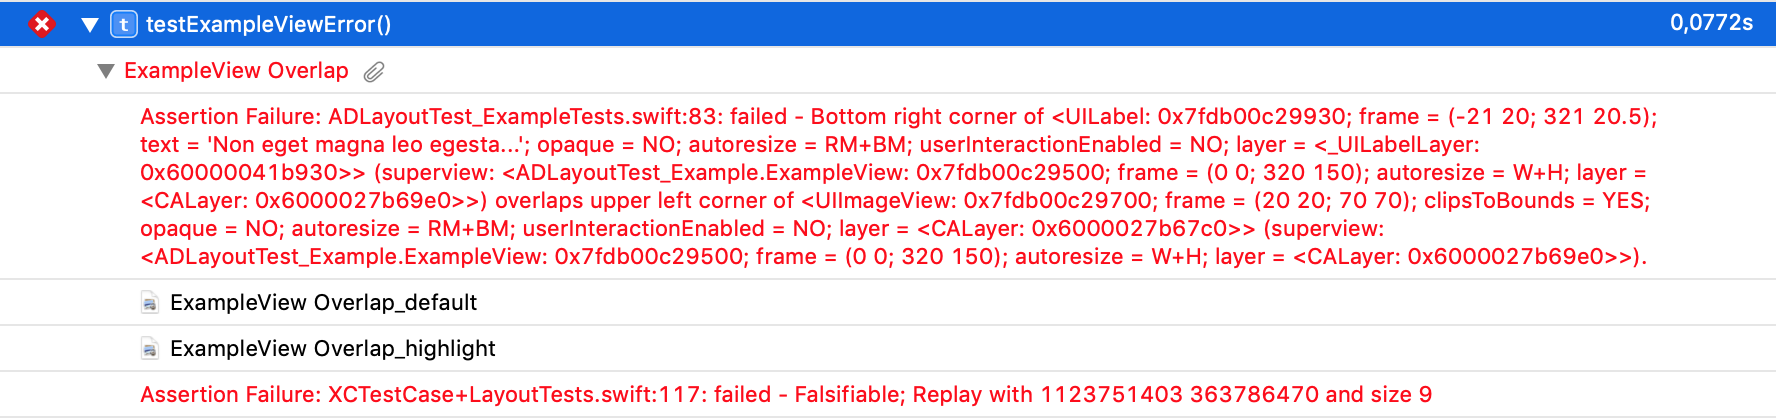 t testExampleViewError() 0,0772s
ExampleView Overlap
Assertion Failure: ADLayoutTest_ExampleTests.swift:83: failed - Bottom right corner of <UILabel: 0x7fdb00c29930; frame = (-21 20; 321 20.5);
text = 'Non eget magna leo egesta...'; opaque = NO; autoresize = RM+BM; userInteractionEnabled = NO; layer = <_UILabelLayer:
0x60000041b930>> (superview: <ADLayoutTest_Example.ExampleView: 0x7fdb00c29500; frame = (0 0; 320 150); autoresize = W+H; layer =
<CALayer: 0x6000027b69e0>>) overlaps upper left corner of <UIImageView: 0x7fdb00c29700; frame = (20 20; 70 70); clipsToBounds = YES;
opaque = NO; autoresize = RM+BM; userInteractionEnabled = NO; layer = <CALayer: 0x6000027b67c0>> (superview:
<ADLayoutTest_Example.ExampleView: 0x7fdb00c29500; frame = (0 0; 320 150); autoresize = W+H; layer = <CALayer: 0x6000027b69e0>>).
ExampleView Overlap_default
ExampleView Overlap_highlight
Assertion Failure: XCTestCase+LayoutTests.swift:117: failed - Falsifiable; Replay with 1123751403 363786470 and size 9